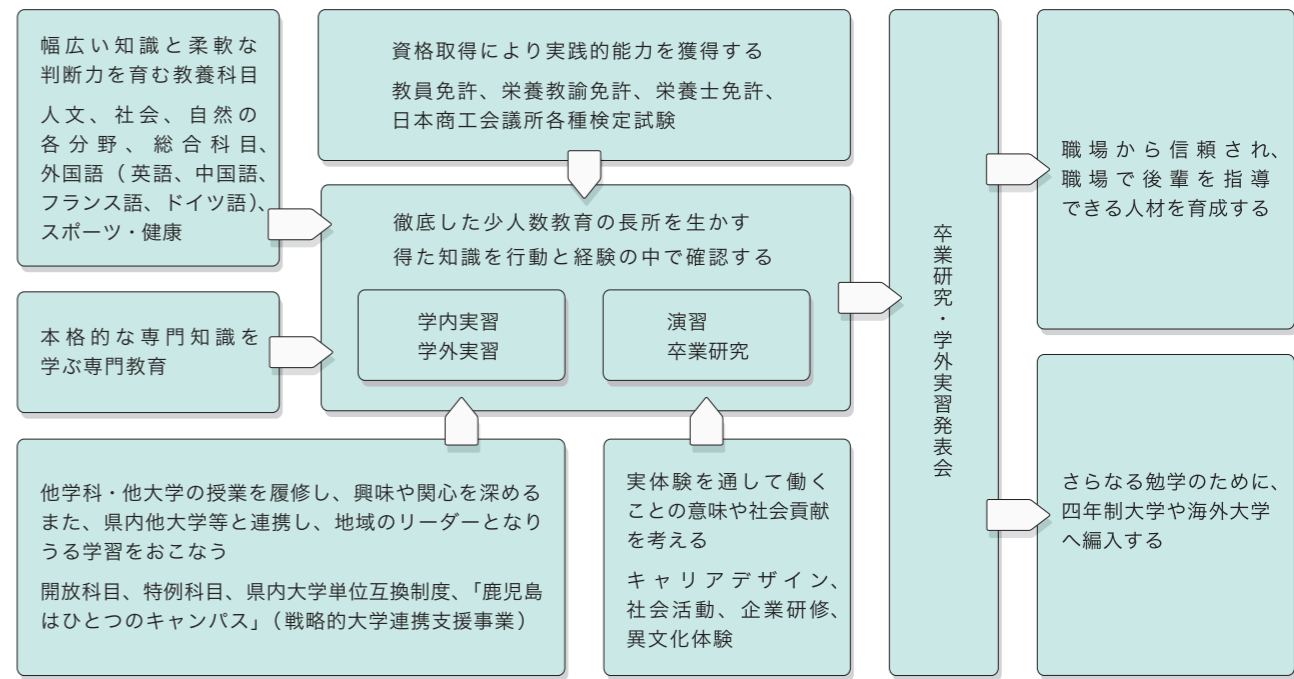 幅広い知識と柔軟な
判断力を育む教養科目
人文、社会、自然の
各分野、総合科目、
外国語（英語、中国語、
フランス語、ドイツ語）、
スポーツ・健康
資格取得により実践的能力を獲得する
教員免許、栄養教諭免許、栄養士免許、
日本商工会議所各種検定試験
本格的な専門知識を
学ぶ専門教育
徹底した少人数教育の長所を生かす
得た知識を行動と経験の中で確認する
学内実習
学外実習
演習
卒業研究
他学科・他大学の授業を履修し、興味や関心を深める
また、県内他大学等と連携し、地域のリーダーとなり
うる学習をおこなう
開放科目、特例科目、県内大学単位互換制度、「鹿児島
はひとつのキャンパス」（戦略的大学連携支援事業）
実体験を通して働く
ことの意味や社会貢献
を考える
キャリアデザイン、
社会活動、企業研修、
異文化体験
卒業研究・学外実習発表会
職場から信頼され、
職場で後輩を指導
できる人材を育成する
さらなる勉学のために、
四年制大学や海外大学
へ編入する